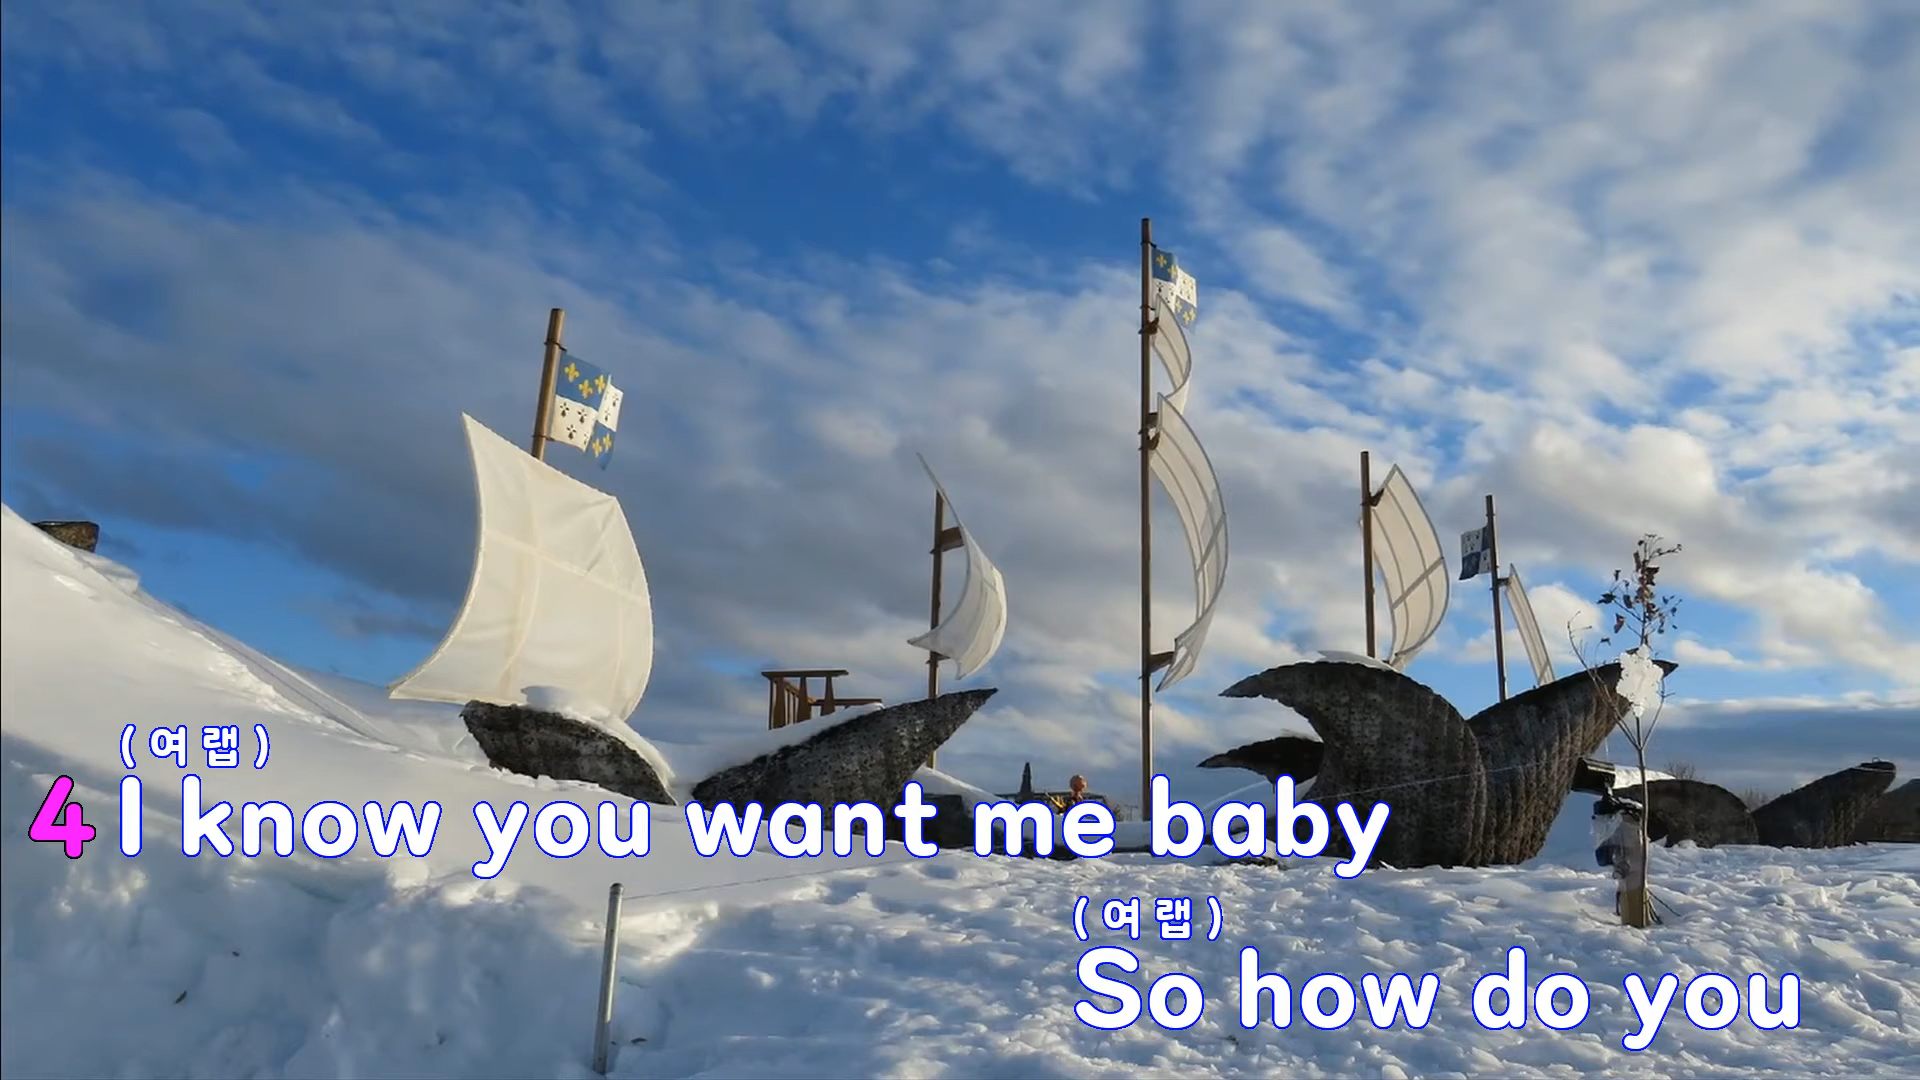 ( 여 랩 )
4 I know you want me baby
( 여 랩 )
So how do you